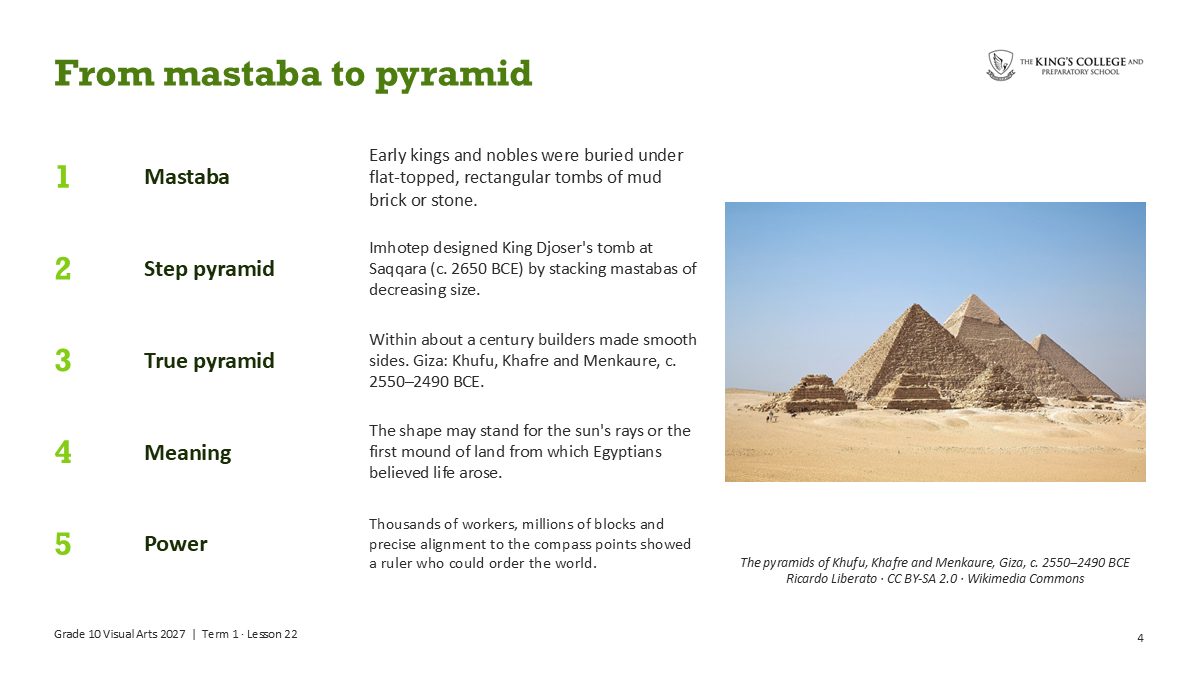 From mastaba to pyramid
THE KING'S COLLEGE AND
PREPARATORY SCHOOL
1
Mastaba
Early kings and nobles were buried under
flat-topped, rectangular tombs of mud
brick or stone.
2
Step pyramid
Imhotep designed King Djoser's tomb at
Saqqara (c. 2650 BCE) by stacking mastabas of
decreasing size.
3
True pyramid
Within about a century builders made smooth
sides. Giza: Khufu, Khafre and Menkaure, c.
2550–2490 BCE.
4
Meaning
The shape may stand for the sun's rays or the
first mound of land from which Egyptians
believed life arose.
5
Power
Thousands of workers, millions of blocks and
precise alignment to the compass points showed
a ruler who could order the world.
The pyramids of Khufu, Khafre and Menkaure, Giza, c. 2550–2490 BCE
Ricardo Liberato · CC BY-SA 2.0 · Wikimedia Commons
Grade 10 Visual Arts 2027 | Term 1 · Lesson 22
4